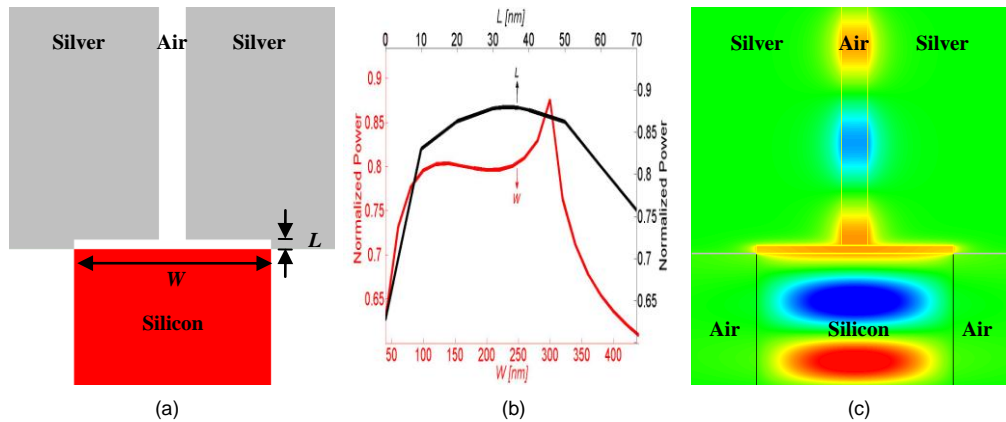 Silver Air Silver
L
W
Silicon
(a)
L [nm]
0 10 20 30 40 50 60 70
Normalized Power
0.9
0.85
0.8
0.75
0.7
0.65
L
W
0.9
0.85
0.8
0.75
0.7
0.65
Normalized Power
50 100 150 200 250 300 350 400
W [nm]
(b)
Silver Air Silver
Air Silicon Air
(c)